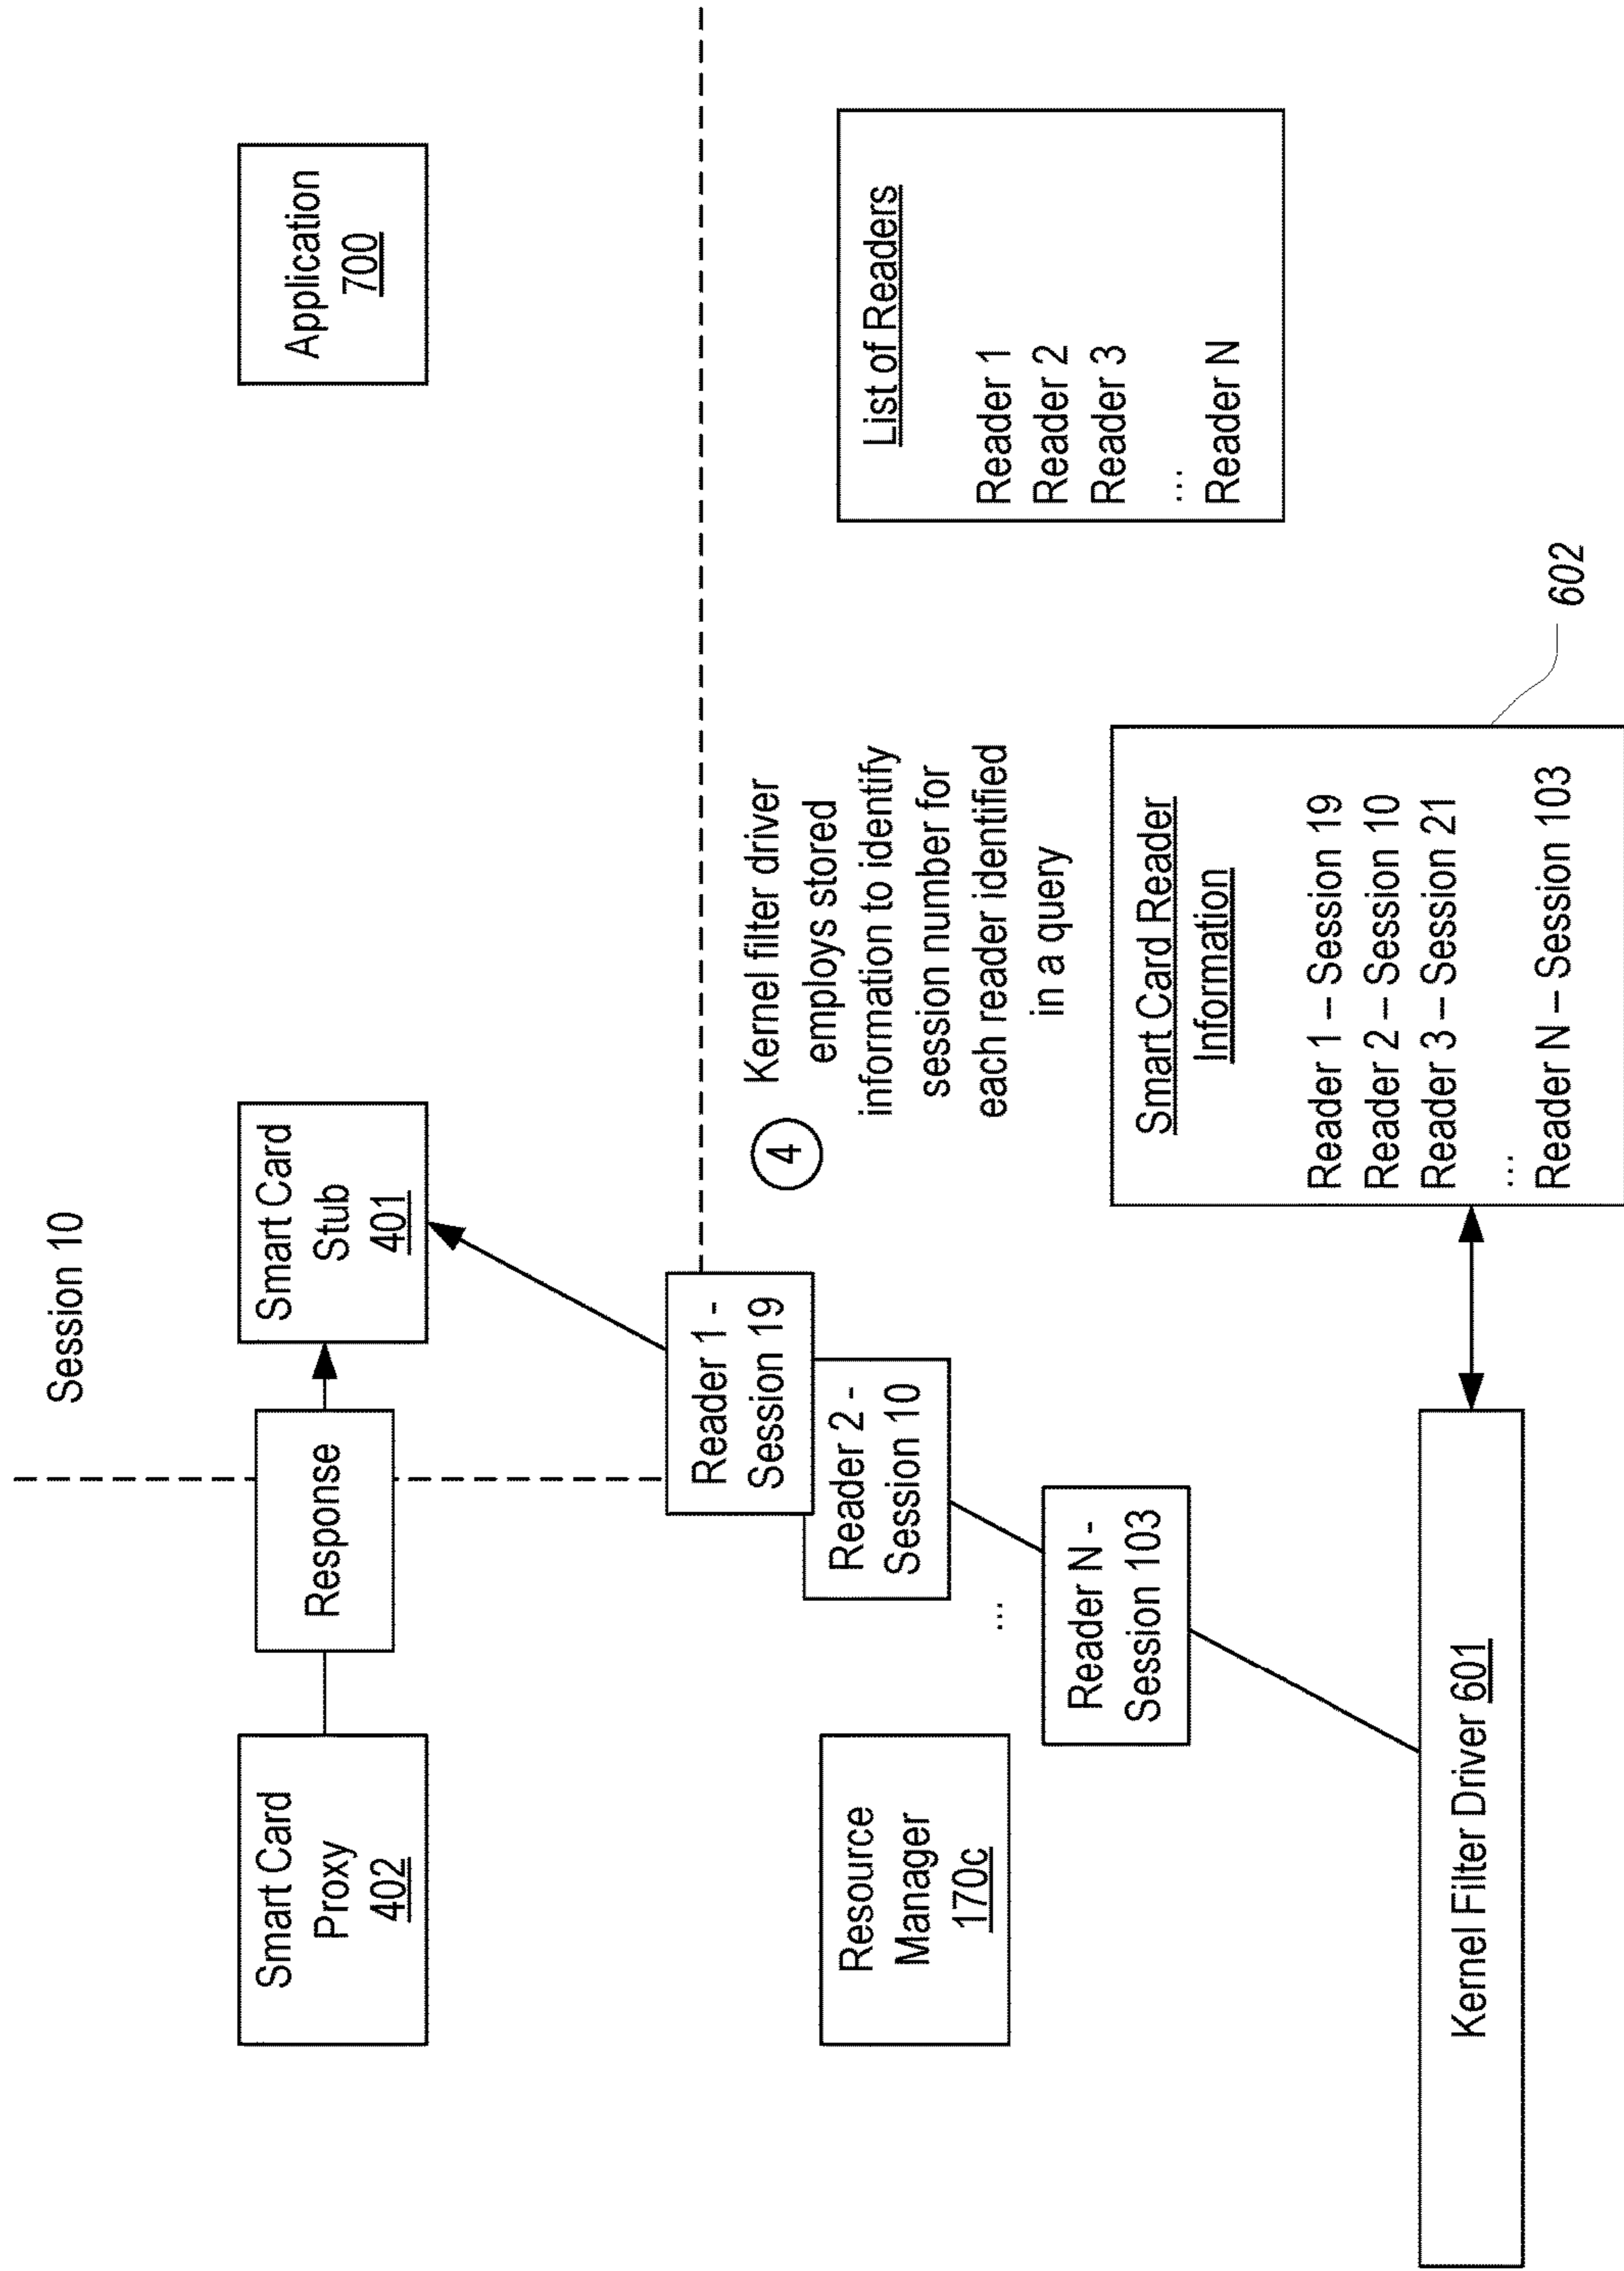 Session 10
Smart Card
Proxy
402
Response
Smart Card
Stub
401
Application
700
Resource
Manager
170c
Reader 1 -
Session 19
Reader 2 -
Session 10
...
Reader N -
Session 103
4
Kernel filter driver
employs stored
information to identify
session number for
each reader identified
in a query
List of Readers
Reader 1
Reader 2
Reader 3
...
Reader N
Smart Card Reader
Information
Reader 1 – Session 19
Reader 2 – Session 10
Reader 3 – Session 21
...
Reader N – Session 103
602
Kernel Filter Driver 601